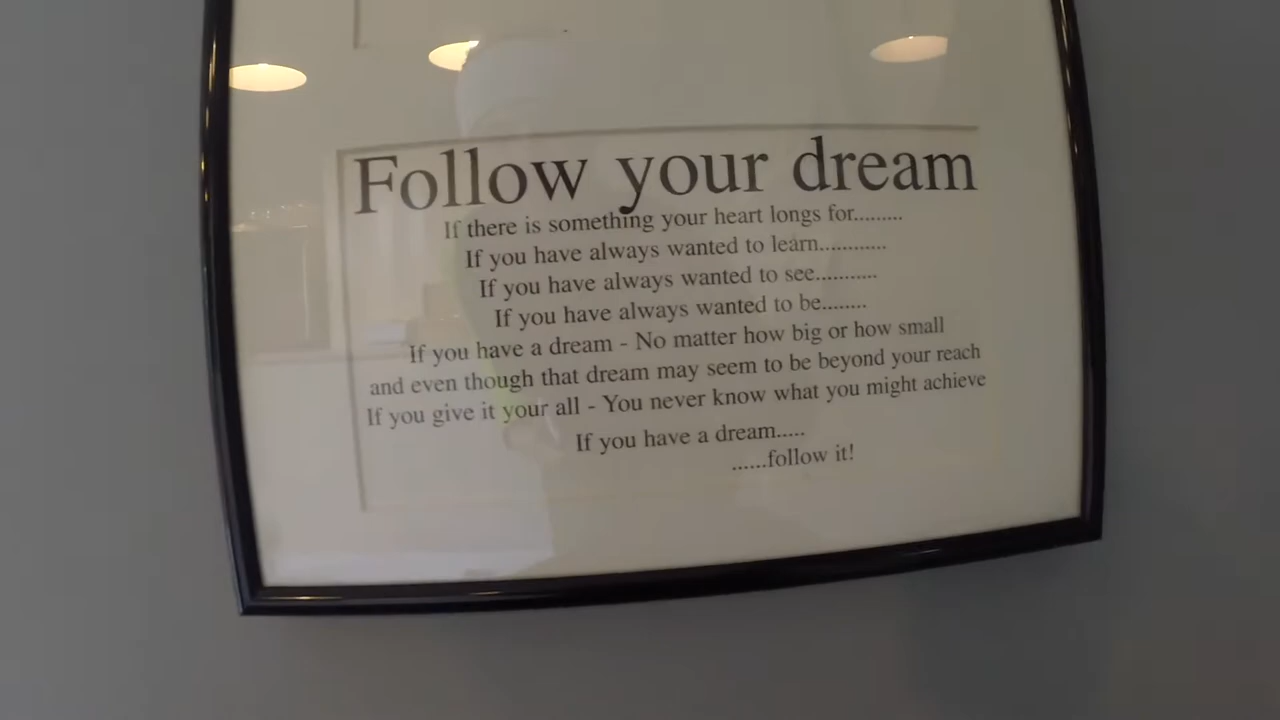 Follow your dream
If there is something your heart longs for.........
If you have always wanted to learn............
If you have always wanted to see...........
If you have always wanted to be........
If you have a dream - No matter how big or how small
and even though that dream may seem to be beyond your reach
If you give it your all - You never know what you might achieve
If you have a dream.....
......follow it!